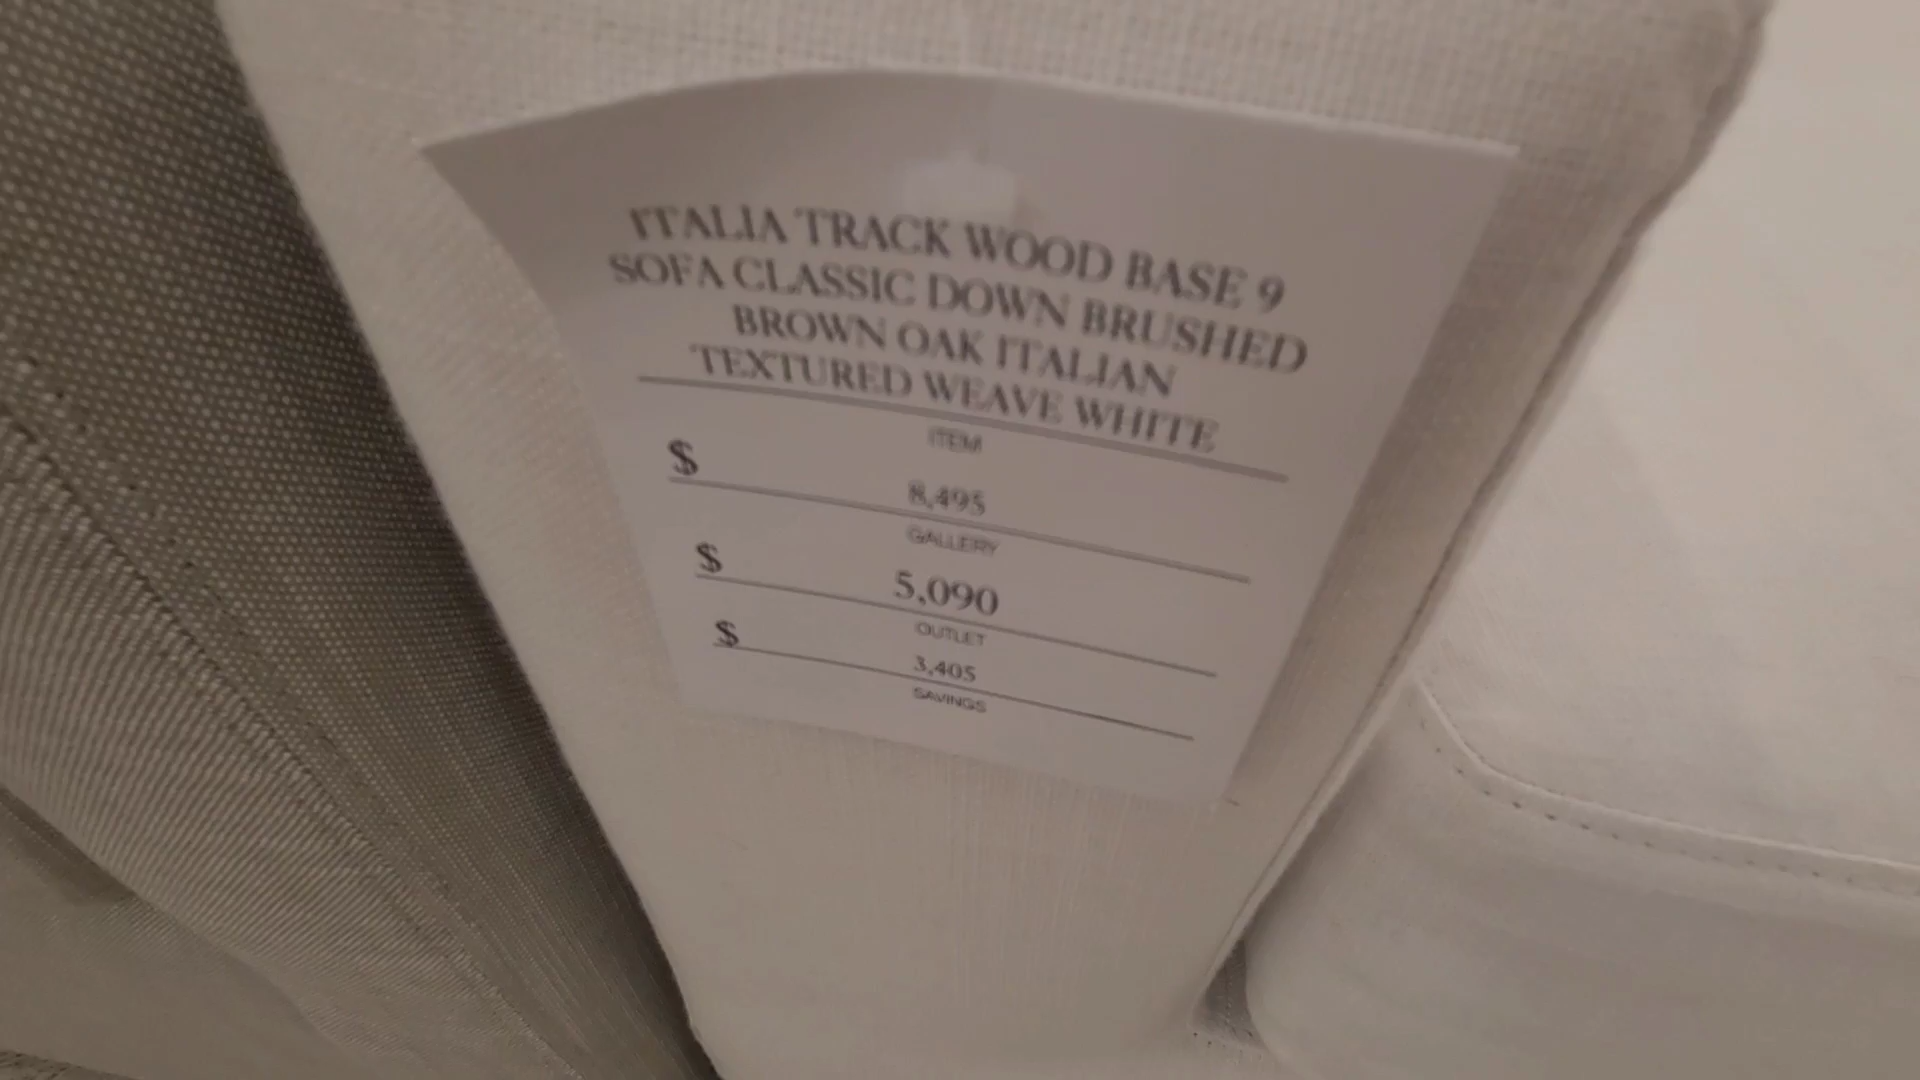 ITALIA TRACK WOOD BASE 9
SOFA CLASSIC DOWN BRUSHED
BROWN OAK ITALIAN
TEXTURED WEAVE WHITE
ITEM
$ 8,495
GALLERY
$ 5,090
OUTLET
$ 3,405
SAVINGS